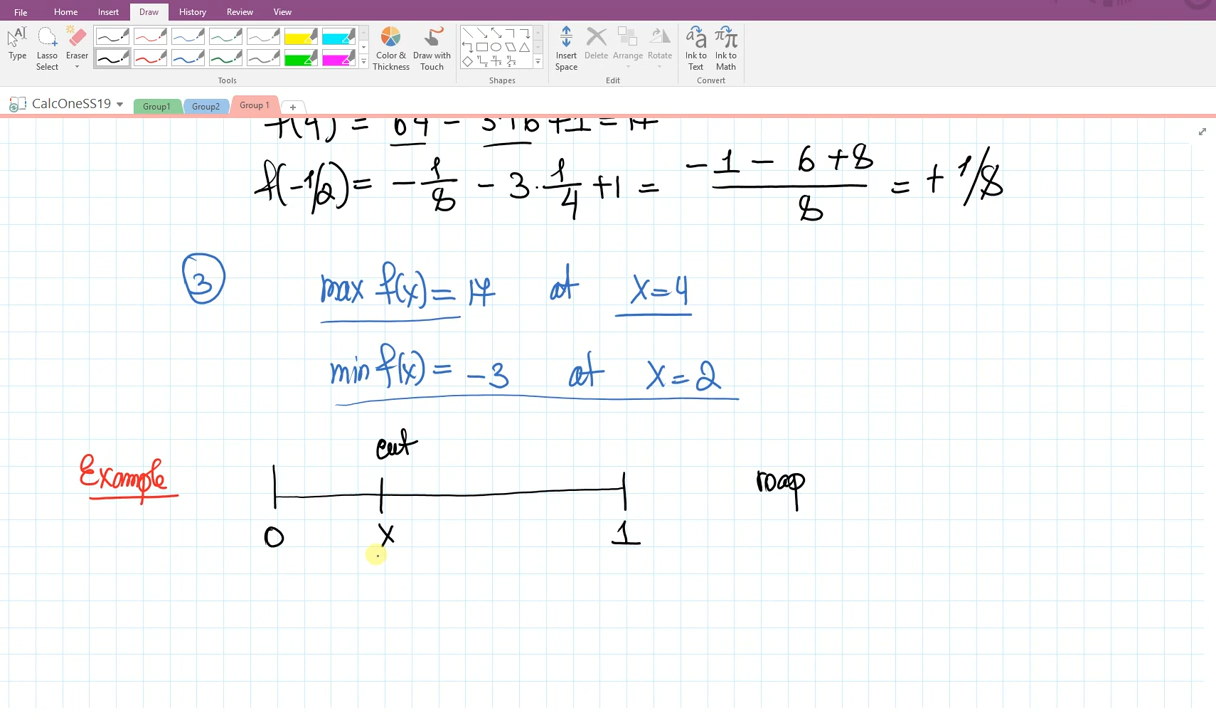 File Home Insert Draw History Review View
Type Lasso Select Eraser Color & Thickness Draw with Touch Insert Space Delete Arrange Rotate Ink to Text Ink to Math
Tools Shapes Edit Convert
CalcOneSS19 Group1 Group2 Group 1 +
f(4) = 64 - 3·16 + 1 = 17
f(-1/2) = -1/8 - 3·1/4 + 1 = (-1 - 6 + 8)/8 = + 1/8
3 max f(x) = 17 at x=4
min f(x) = -3 at x=2
cut
Example
0 x 1